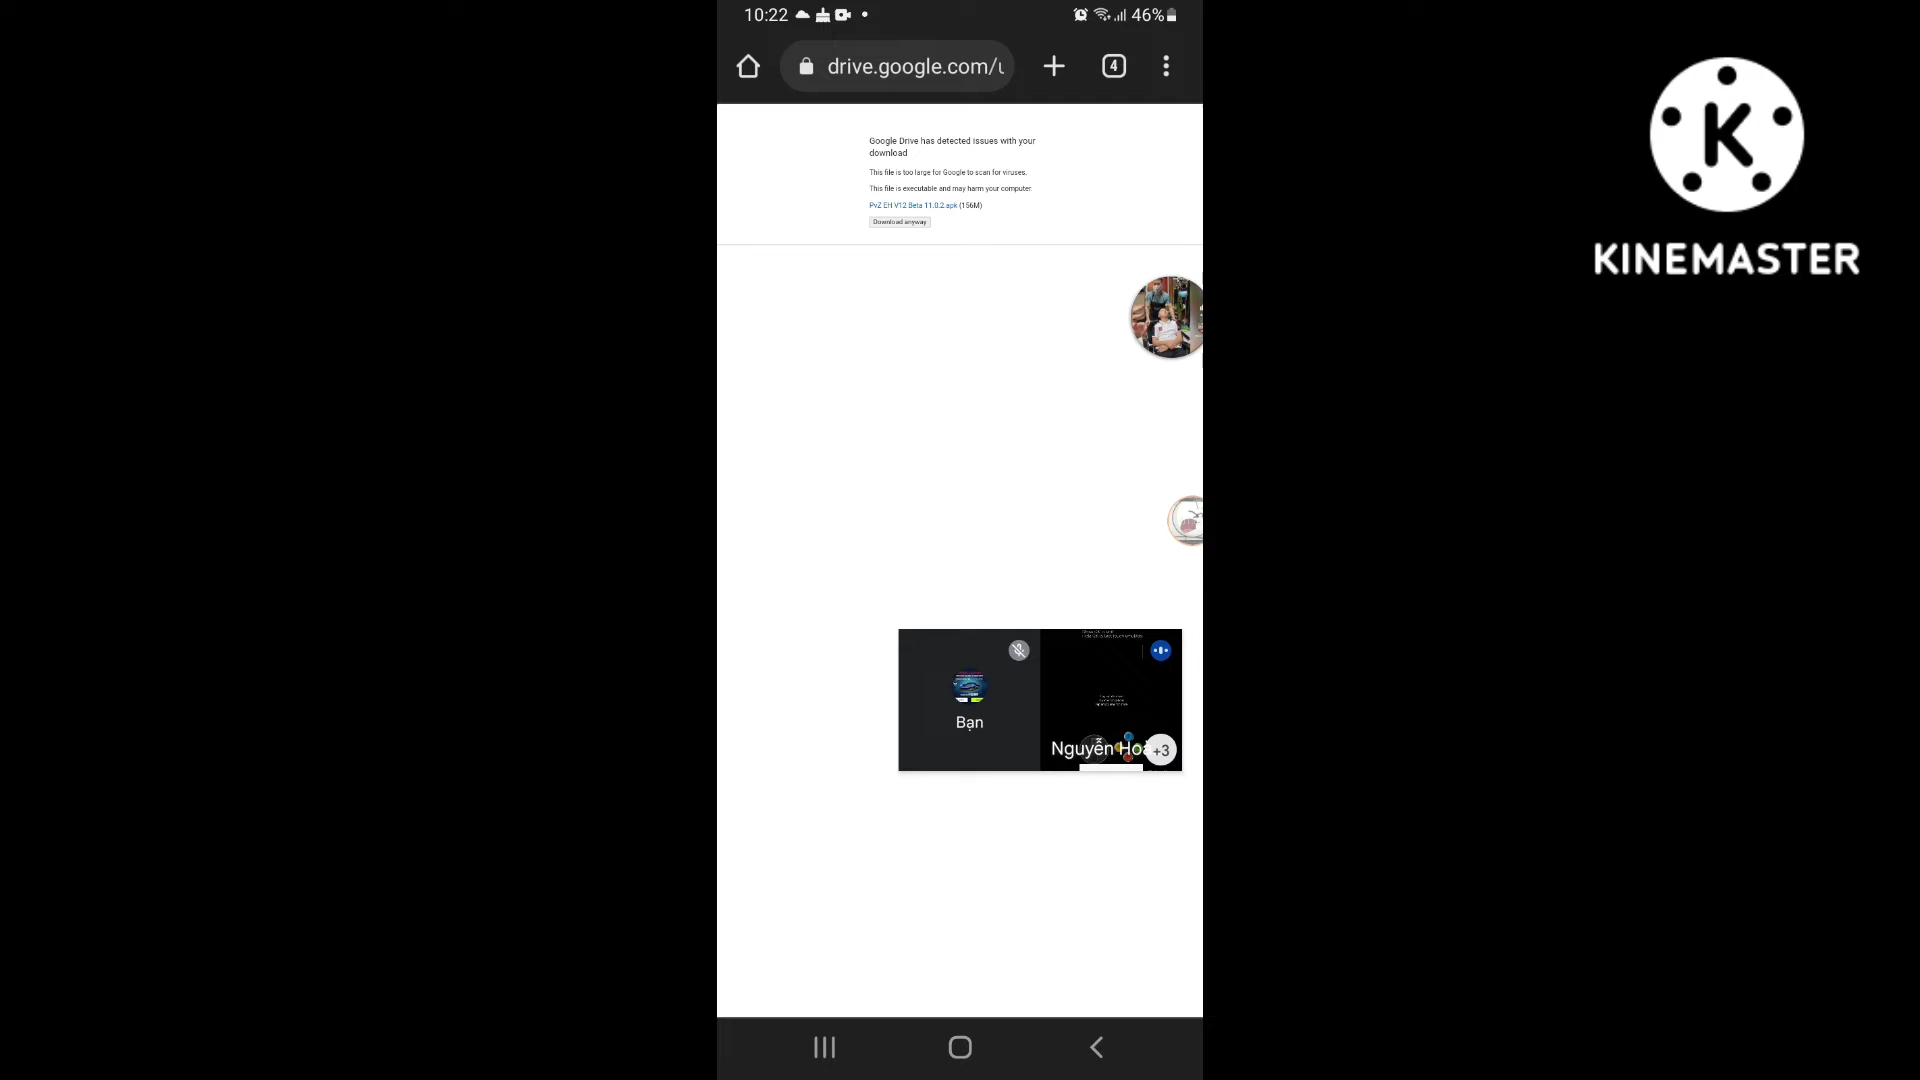 10:22
46%
drive.google.com/u
4
Google Drive has detected issues with your
download
This file is too large for Google to scan for viruses.
This file is executable and may harm your computer.
PvZ EH V12 Beta 11.0.2.apk (156M)
Download anyway
Bạn
Nguyễn Hoà
+3
K
KINEMASTER